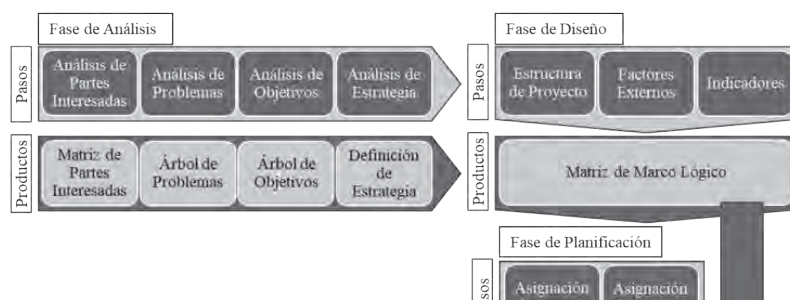 Fase de Análisis
Pasos
Análisis de
Partes
Interesadas
Análisis de
Problemas
Análisis de
Objetivos
Análisis de
Estrategia
Productos
Matriz de
Partes
Interesadas
Árbol de
Problemas
Árbol de
Objetivos
Definición
de
Estrategia
Fase de Diseño
Pasos
Estructura
de Proyecto
Factores
Externos
Indicadores
Productos
Matriz de Marco Lógico
Fase de Planificación
sos
Asignación
Asignación